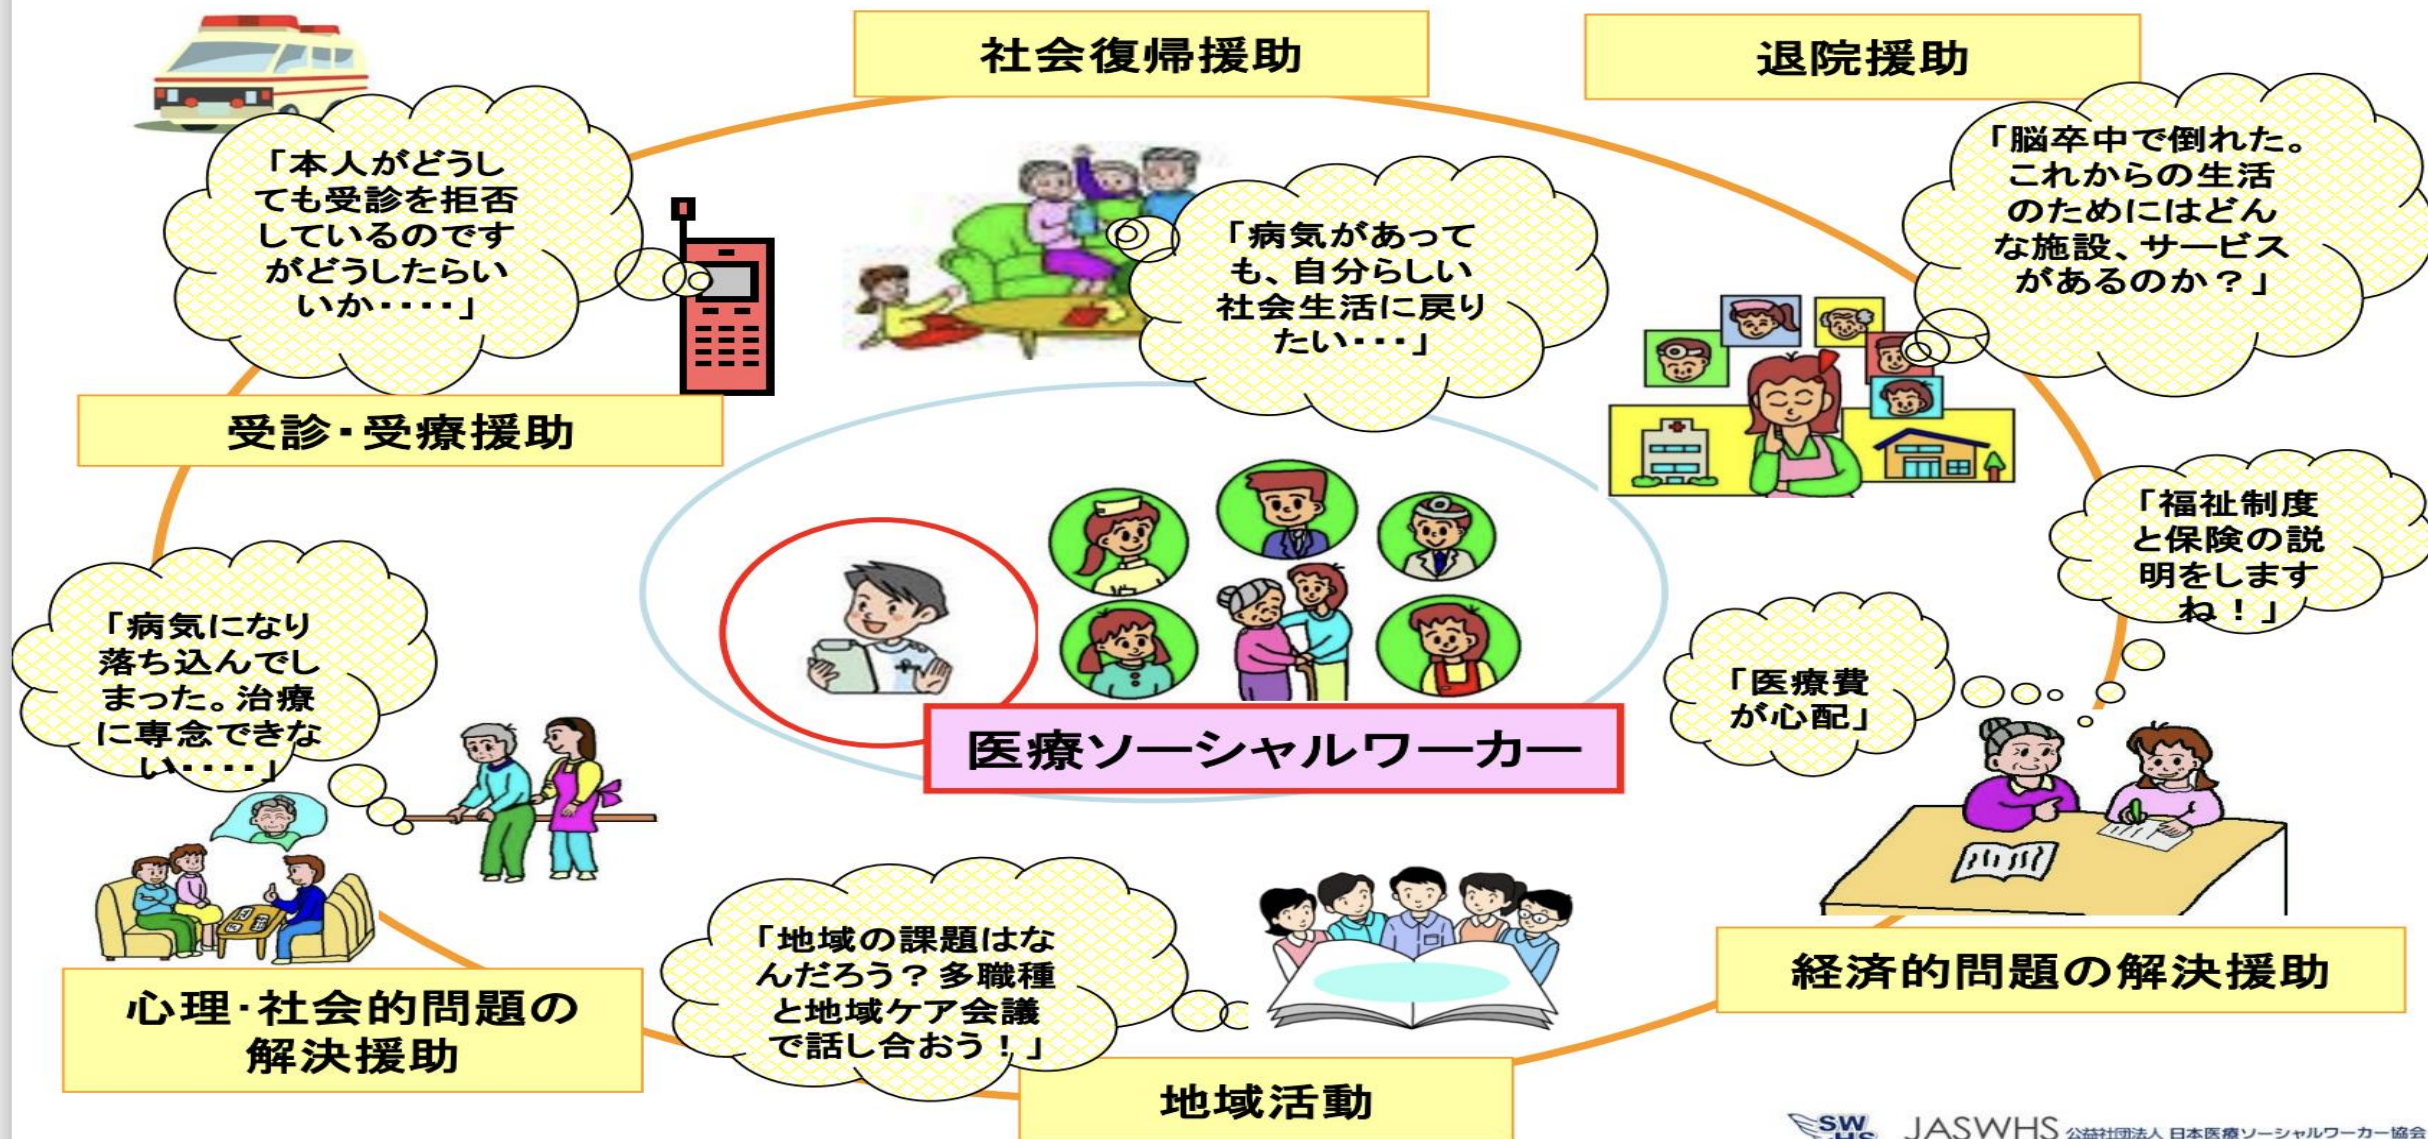 社会復帰援助
退院援助
「本人がどうし
ても受診を拒否
しているのです
がどうしたらい
いか・・・・」
「病気があって
も、自分らしい
社会生活に戻り
たい・・・」
「脳卒中で倒れた。
これからの生活
のためにはどん
な施設、サービス
があるのか？」
受診・受療援助
「福祉制度
と保険の説
明をします
ね！」
「病気になり
落ち込んでし
まった。治療
に専念できな
い・・・・」
「医療費
が心配」
医療ソーシャルワーカー
「地域の課題はな
んだろう？多職種
と地域ケア会議
で話し合おう！」
経済的問題の解決援助
心理・社会的問題の
解決援助
地域活動
SW
HS
JASWHS 公益社団法人 日本医療ソーシャルワーカー協会